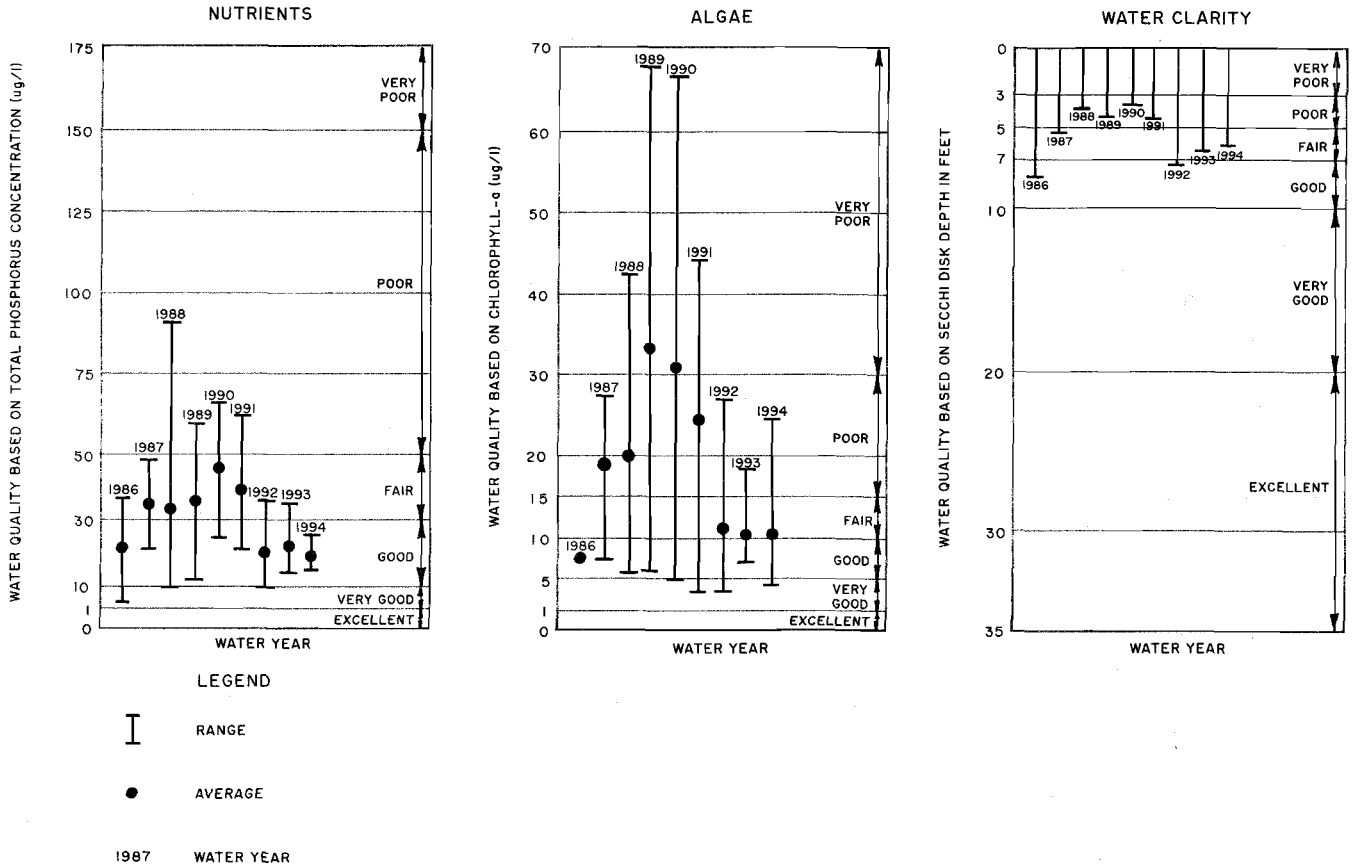 NUTRIENTS
WATER QUALITY BASED ON TOTAL PHOSPHORUS CONCENTRATION (ug/l)
175
150
125
100
75
50
30
10
1
0
VERY
POOR
POOR
FAIR
GOOD
VERY GOOD
EXCELLENT
1986
1987
1988
1989
1990
1991
1992
1993
1994
WATER YEAR
ALGAE
WATER QUALITY BASED ON CHLOROPHYLL-a (ug/l)
70
60
50
40
30
20
15
10
5
1
0
VERY
POOR
POOR
FAIR
GOOD
VERY
GOOD
EXCELLENT
1986
1987
1988
1989
1990
1991
1992
1993
1994
WATER YEAR
WATER CLARITY
WATER QUALITY BASED ON SECCHI DISK DEPTH IN FEET
0
3
5
7
10
20
30
35
VERY
POOR
POOR
FAIR
GOOD
VERY
GOOD
EXCELLENT
1986
1987
1988
1989
1990
1991
1992
1993
1994
WATER YEAR
LEGEND
RANGE
AVERAGE
1987 WATER YEAR